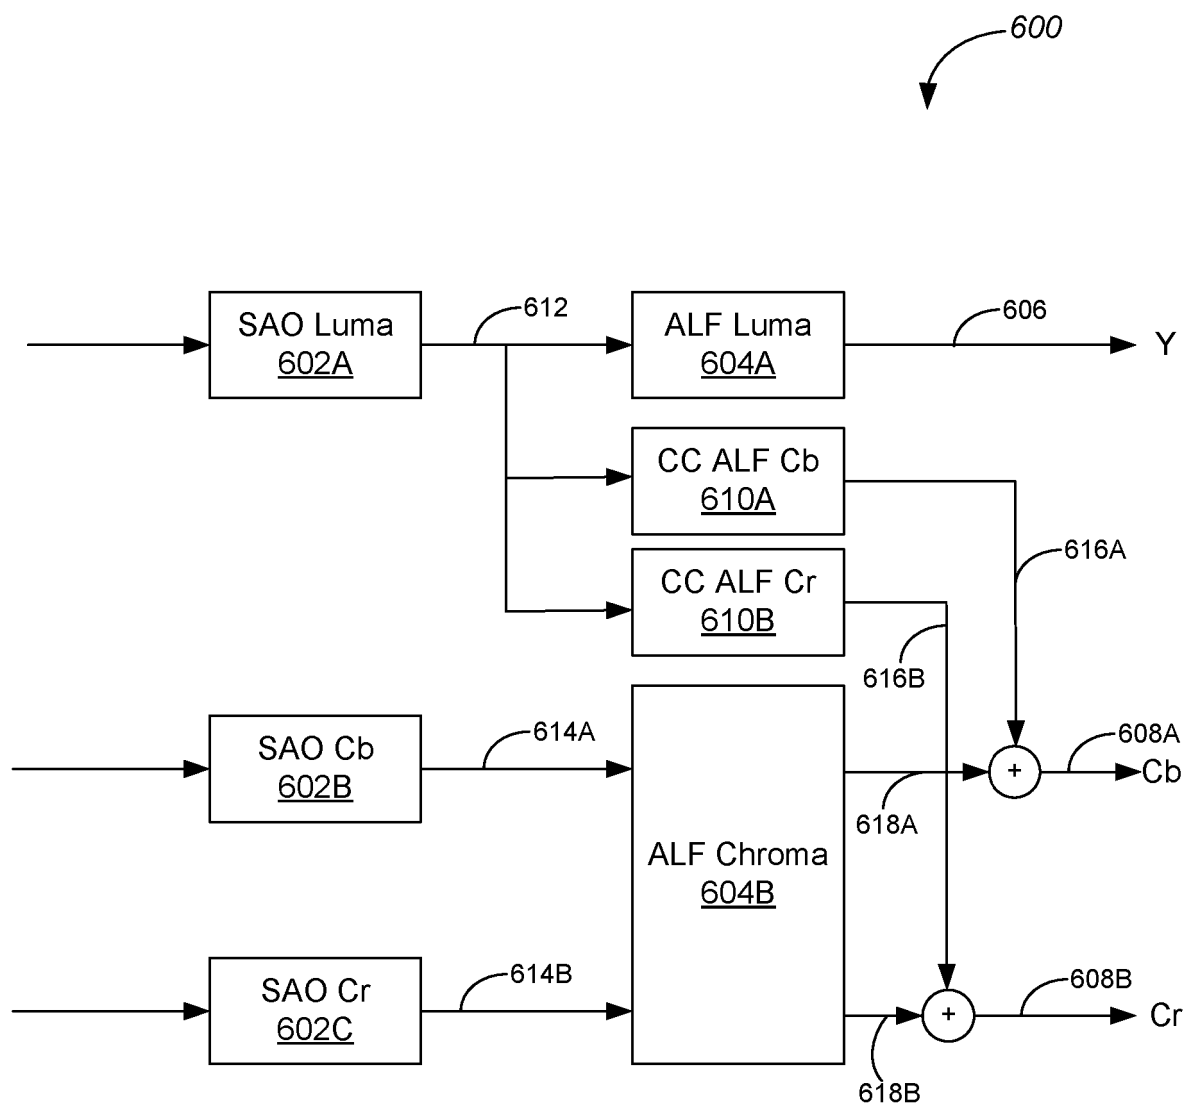 600
612
606
SAO Luma
602A
ALF Luma
604A
Y
CC ALF Cb
610A
616A
CC ALF Cr
610B
616B
614A
608A
SAO Cb
602B
+
Cb
618A
ALF Chroma
604B
614B
608B
SAO Cr
602C
+
Cr
618B